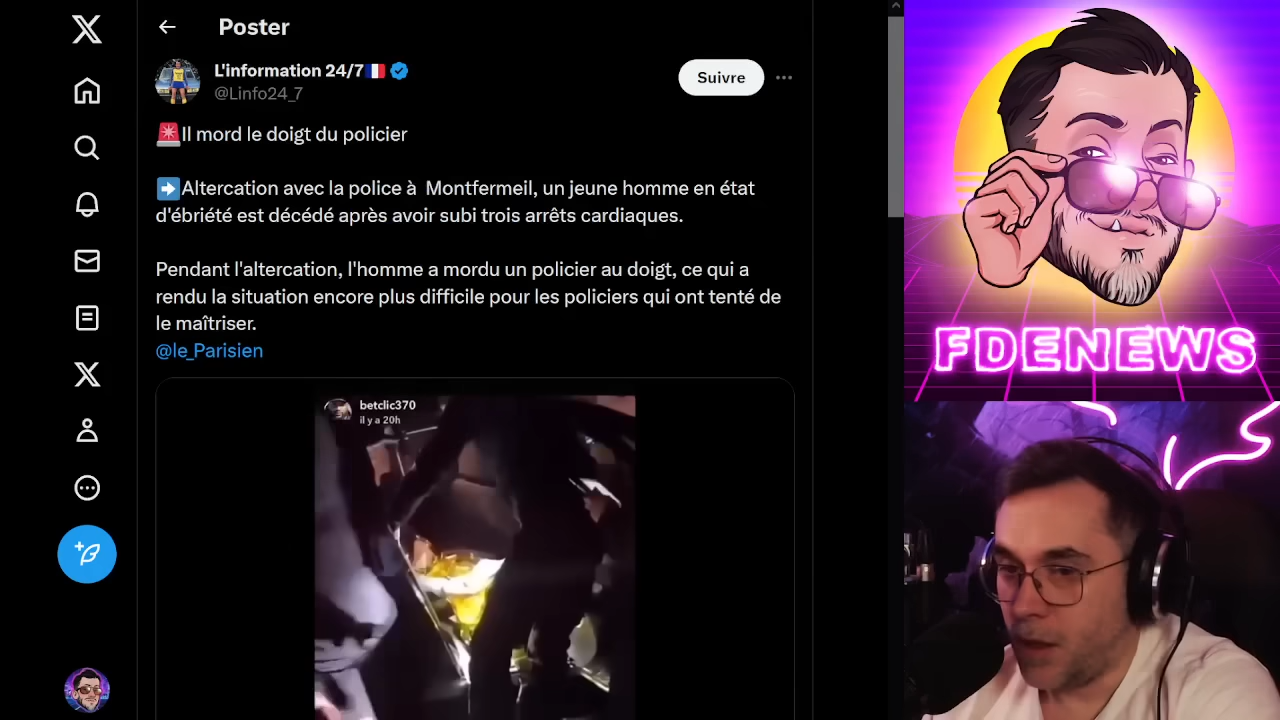 Poster
L'information 24/7
@Linfo24_7
Suivre
Il mord le doigt du policier
Altercation avec la police à Montfermeil, un jeune homme en état
d'ébriété est décédé après avoir subi trois arrêts cardiaques.
Pendant l'altercation, l'homme a mordu un policier au doigt, ce qui a
rendu la situation encore plus difficile pour les policiers qui ont tenté de
le maîtriser.
@le_Parisien
betclic370
il y a 20h
FDENEWS